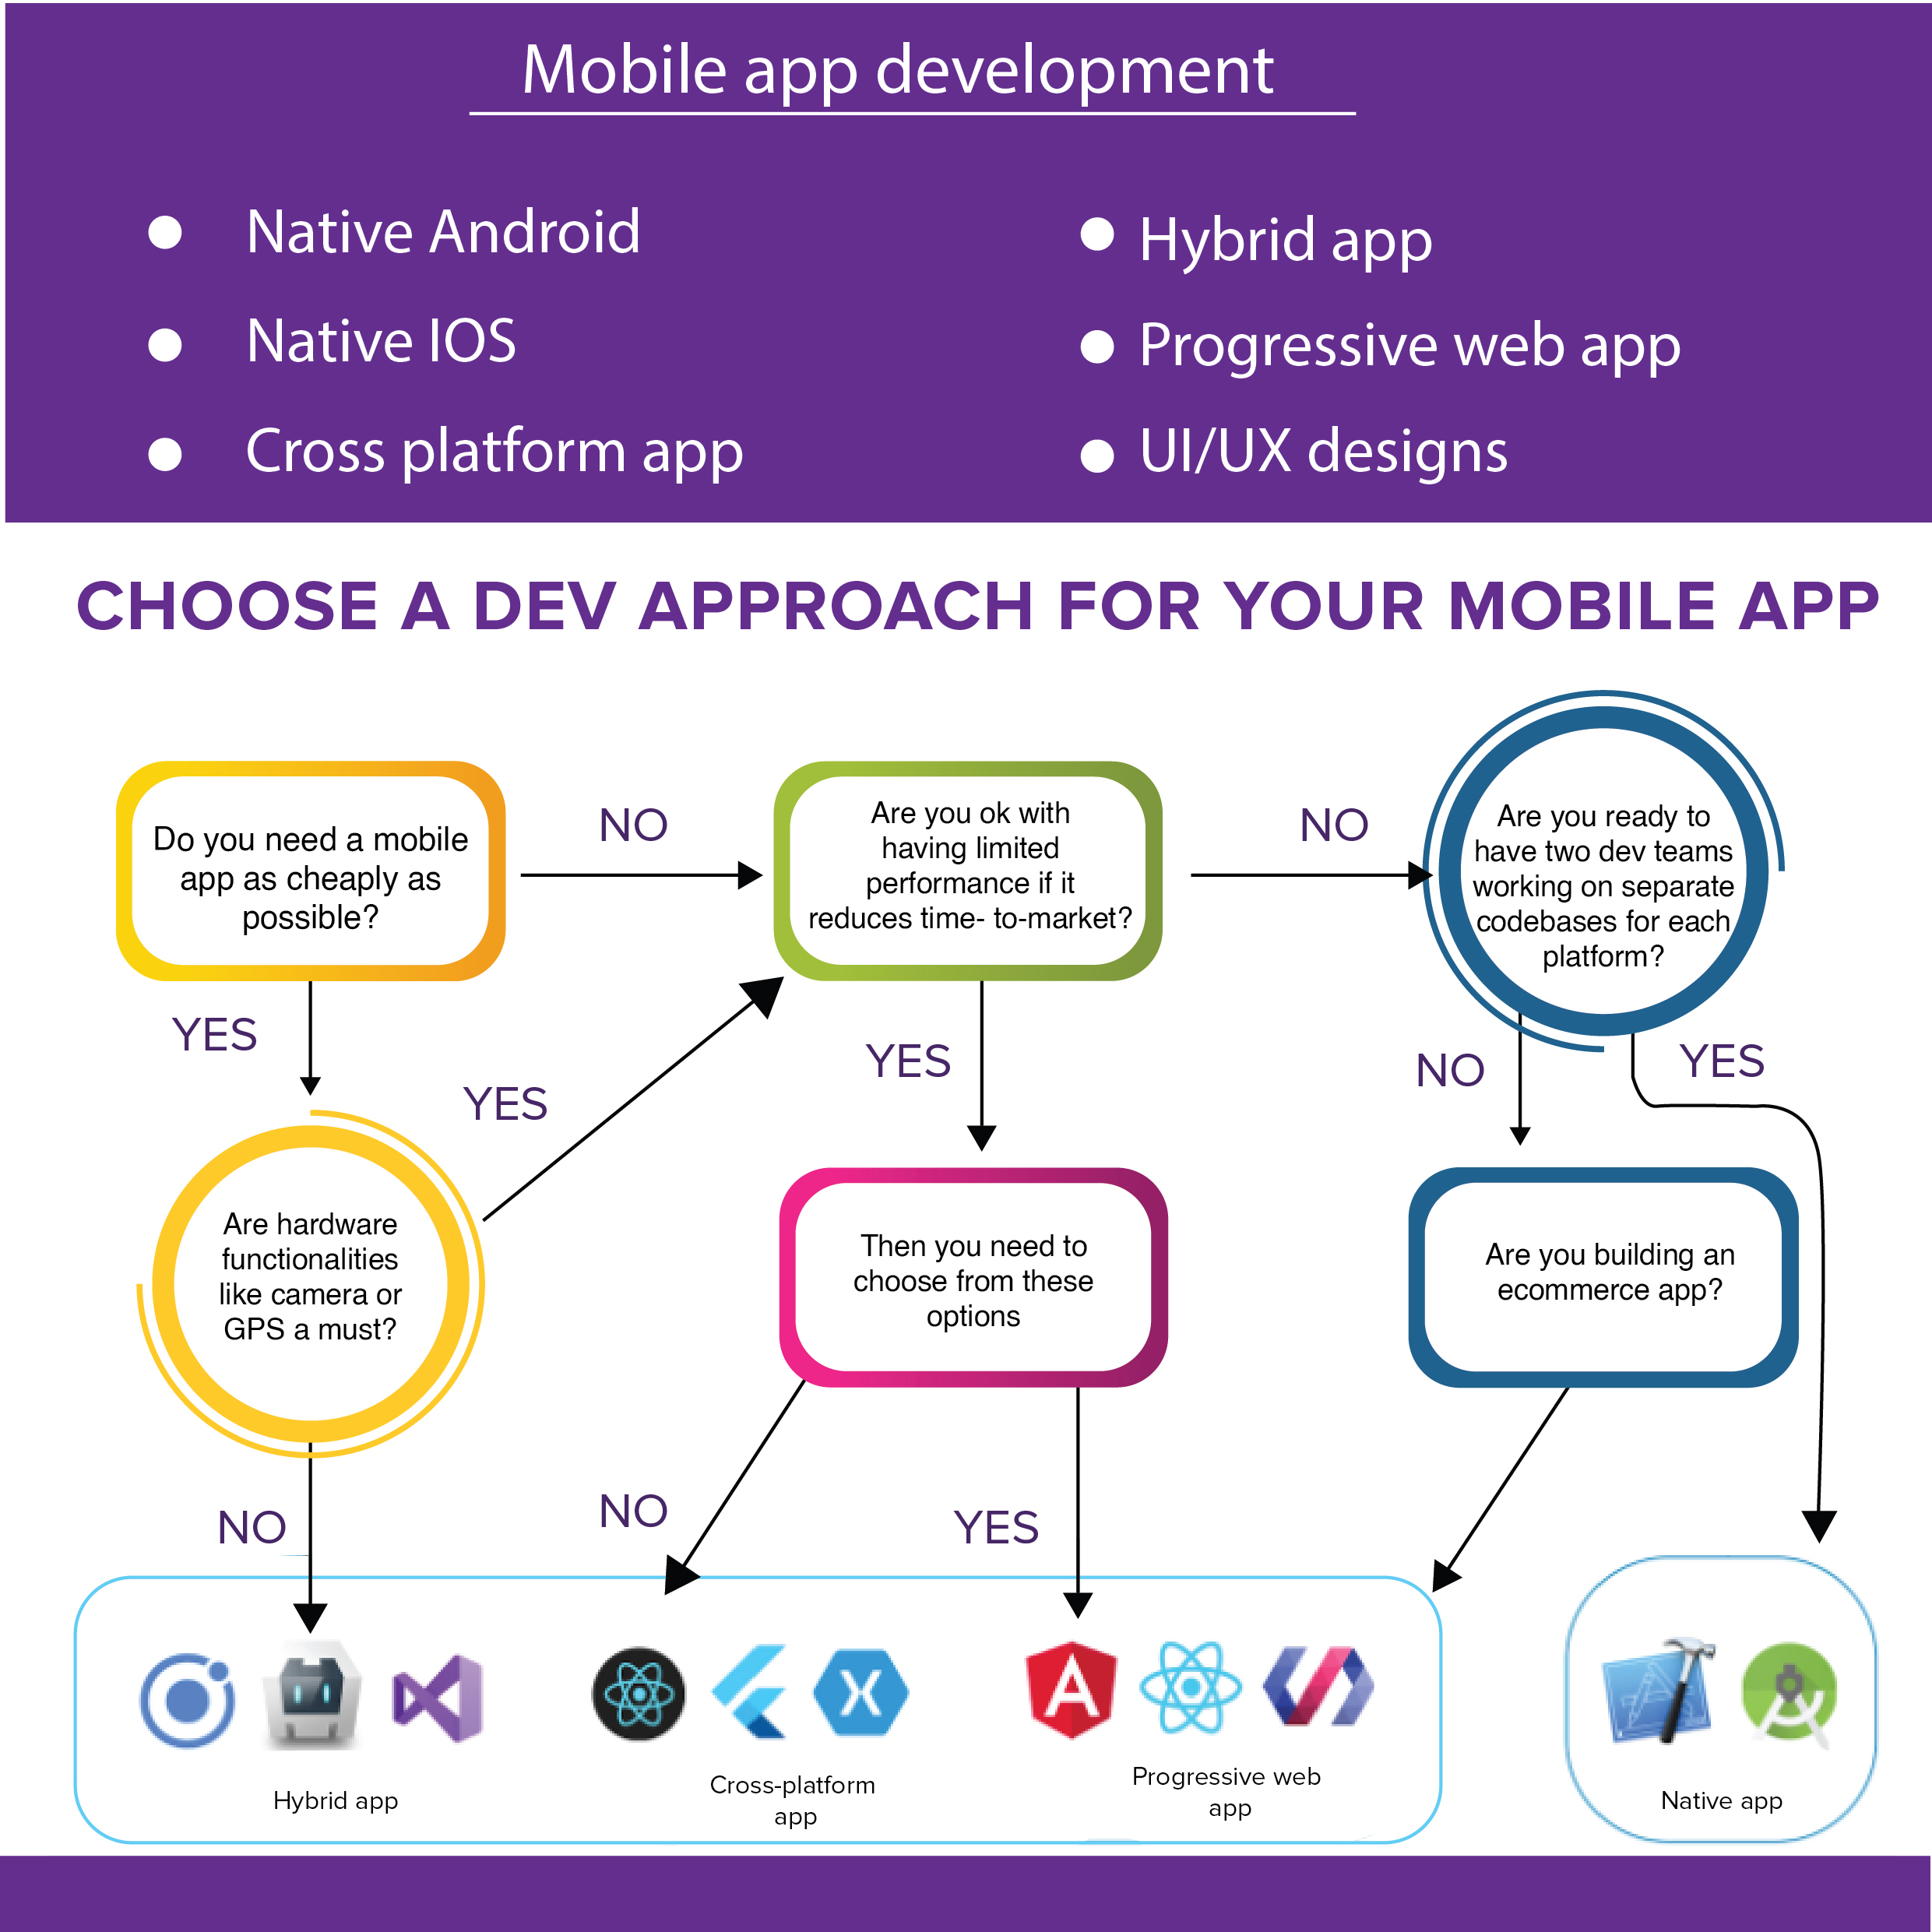 Mobile app development
Native Android
Native IOS
Cross platform app
Hybrid app
Progressive web app
UI/UX designs
CHOOSE A DEV APPROACH FOR YOUR MOBILE APP
Do you need a mobile
app as cheaply as
possible?
NO
Are you ok with
having limited
performance if it
reduces time- to-market?
NO
Are you ready to
have two dev teams
working on separate
codebases for each
platform?
YES
YES
YES
NO
YES
Are hardware
functionalities
like camera or
GPS a must?
Then you need to
choose from these
options
Are you building an
ecommerce app?
NO
NO
YES
Hybrid app
Cross-platform
app
Progressive web
app
Native app